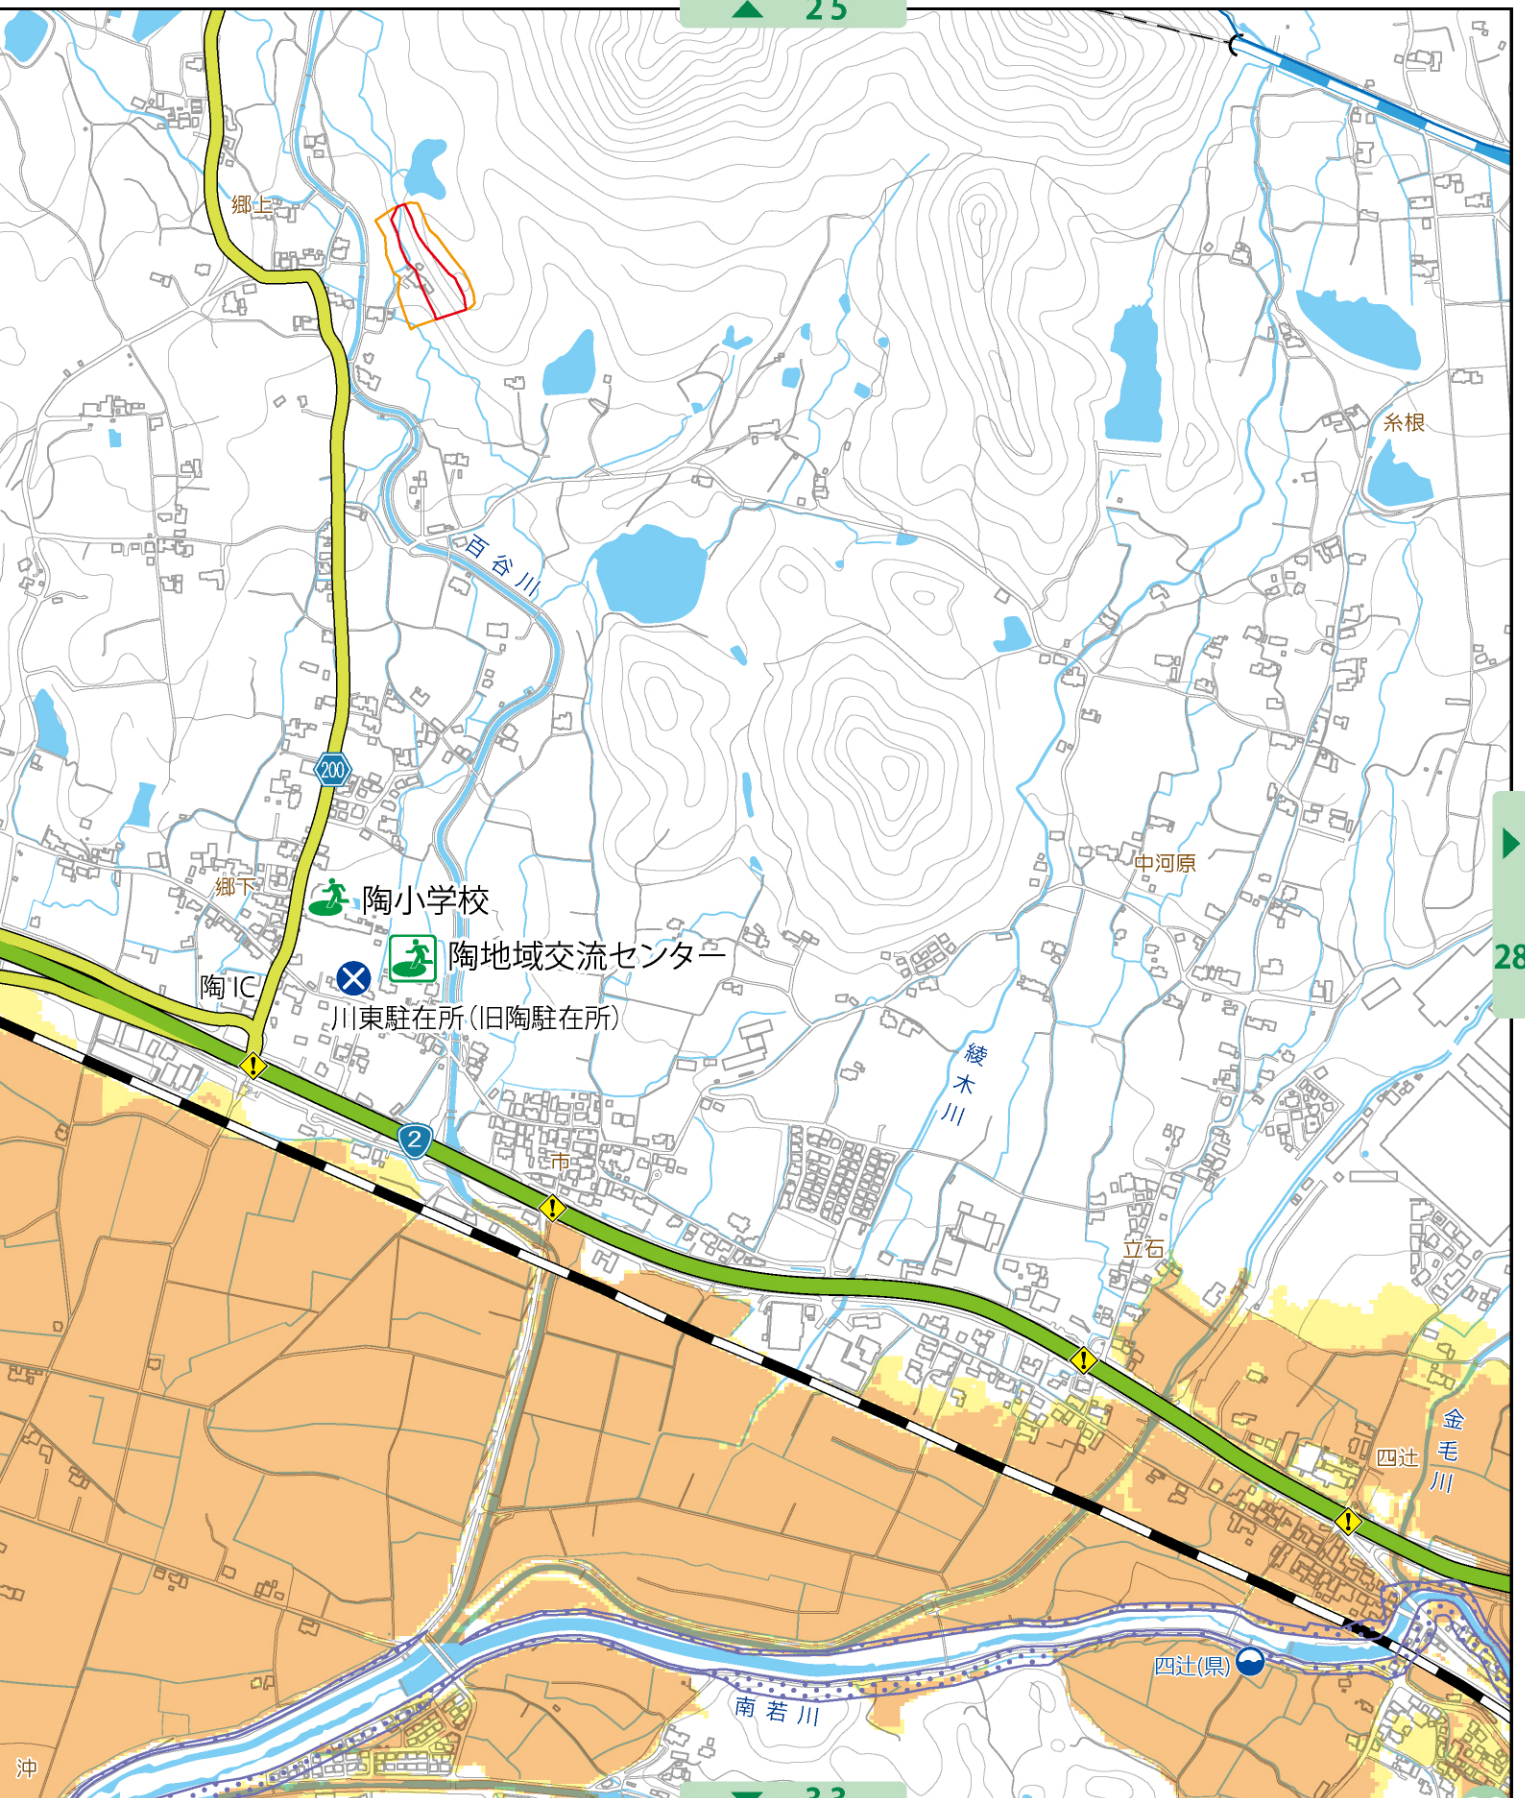 25
郷上
糸根
百谷川
200
中河原
28
郷下
陶小学校
陶地域交流センター
陶IC
川東駐在所(旧陶駐在所)
綾木川
2
市
立石
金毛川
四辻
四辻(県)
南若川
沖
33